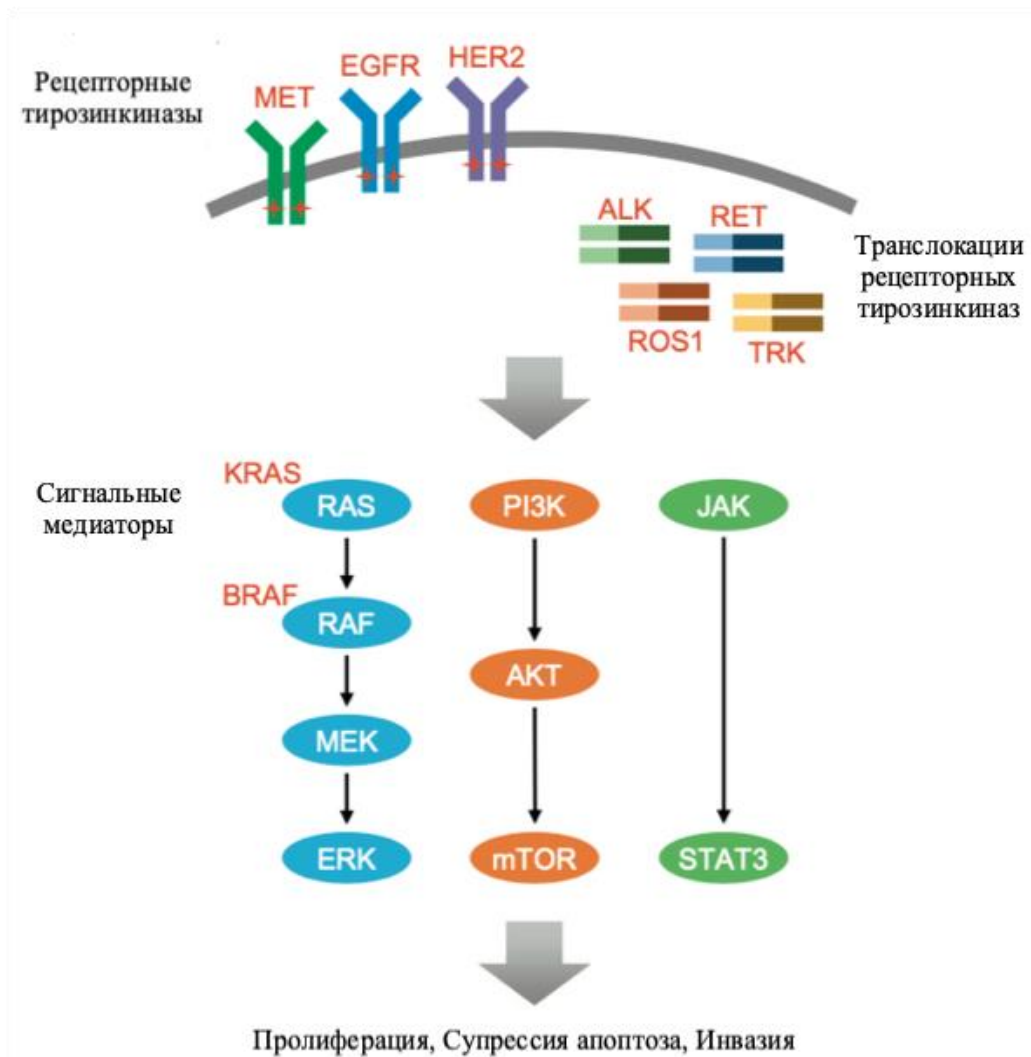 Рецепторные
тирозинкиназы
MET
EGFR
HER2
ALK
RET
ROS1
TRK
Транслокации
рецепторных
тирозинкиназ
Сигнальные
медиаторы
KRAS
RAS
PI3K
JAK
BRAF
RAF
AKT
MEK
ERK
mTOR
STAT3
Пролиферация, Супрессия апоптоза, Инвазия